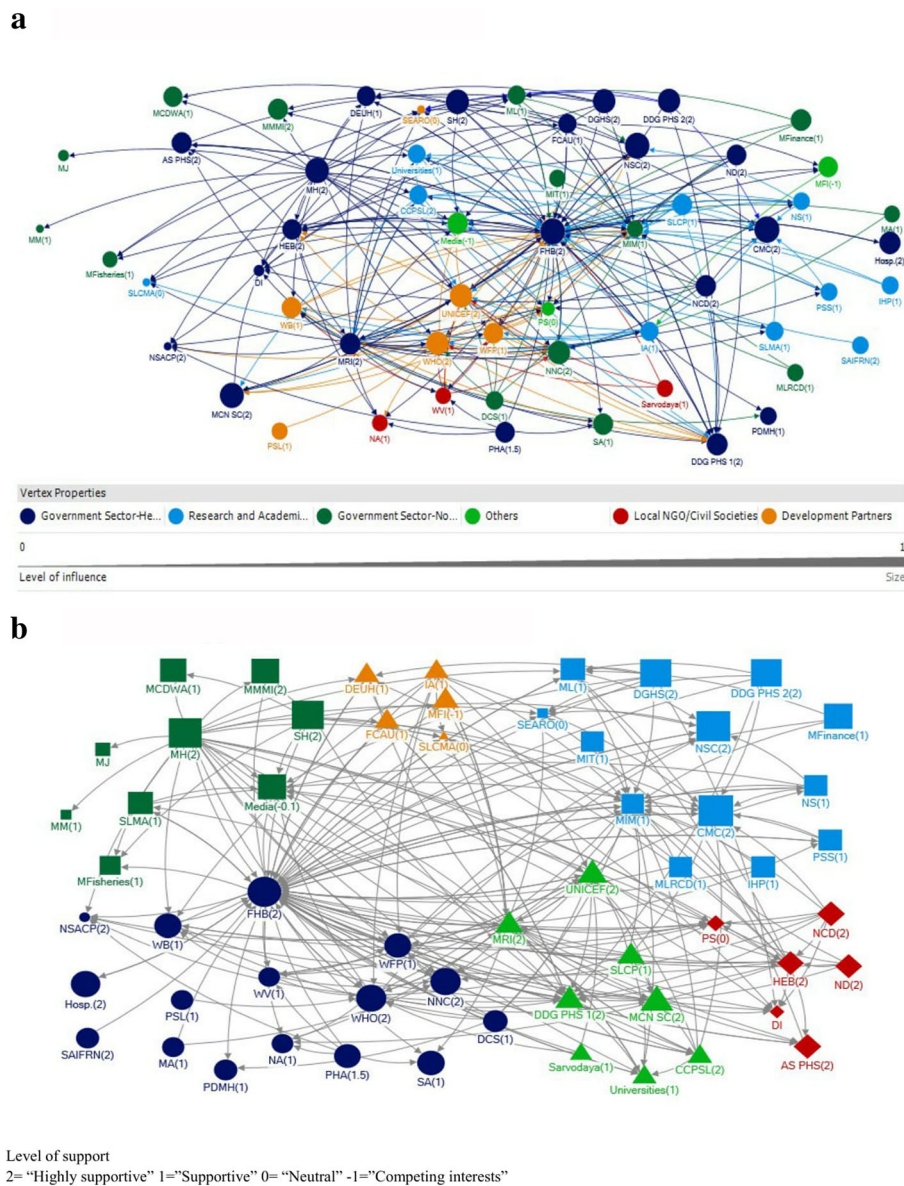 a
MCDWA(1)
MMMI(2)
DEUH(1)
SEARO(0)
SH(2)
ML(1)
DGHS(2)
DDG PHS 2(2)
MFinance(1)
AS PHS(2)
FCAU(1)
NSC(2)
ND(2)
MJ
MH(2)
Universities(1)
MIT(1)
MFI(-1)
CCPSL(2)
SLCP(1)
NS(1)
MA(1)
MM(1)
HEB(2)
Media(-1)
FHB(2)
MIM(1)
CMC(2)
Hosp.(2)
MFisheries(1)
DI
SLCMA(0)
NCD(2)
PSS(1)
IHP(1)
WB(1)
UNICEF(2)
PS(0)
NSACP(2)
MRI(2)
WHO(2)
WFP(1)
NNC(2)
IA(1)
SLMA(1)
SAIFRN(2)
MLRCD(1)
MCN SC(2)
WV(1)
DCS(1)
Sarvodaya(1)
PSL(1)
NA(1)
PHA(1.5)
SA(1)
PDMH(1)
DDG PHS 1(2)
Vertex Properties
Government Sector-He... Research and Academi... Government Sector-No... Others Local NGO/Civil Societies Development Partners
0 1
Level of influence Size
b
MCDWA(1)
MMMI(2)
DEUH(1)
IA(1)
ML(1)
DGHS(2)
DDG PHS 2(2)
MFI(-1)
SH(2)
FCAU(1)
SEARO(0)
MFinance(1)
MJ
MH(2)
SLCMA(0)
MIT(1)
NSC(2)
Media(-0.1)
NS(1)
MM(1)
SLMA(1)
MIM(1)
CMC(2)
MFisheries(1)
MLRCD(1)
IHP(1)
PSS(1)
FHB(2)
UNICEF(2)
NSACP(2)
WB(1)
MRI(2)
PS(0)
NCD(2)
WFP(1)
SLCP(1)
HEB(2)
ND(2)
Hosp.(2)
PSL(1)
WV(1)
WHO(2)
NNC(2)
DDG PHS 1(2)
MCN SC(2)
DI
SAIFRN(2)
MA(1)
NA(1)
DCS(1)
AS PHS(2)
PDMH(1)
PHA(1.5)
SA(1)
Sarvodaya(1)
Universities(1)
CCPSL(2)
Level of support
2= “Highly supportive” 1=”Supportive” 0= “Neutral” -1=”Competing interests”